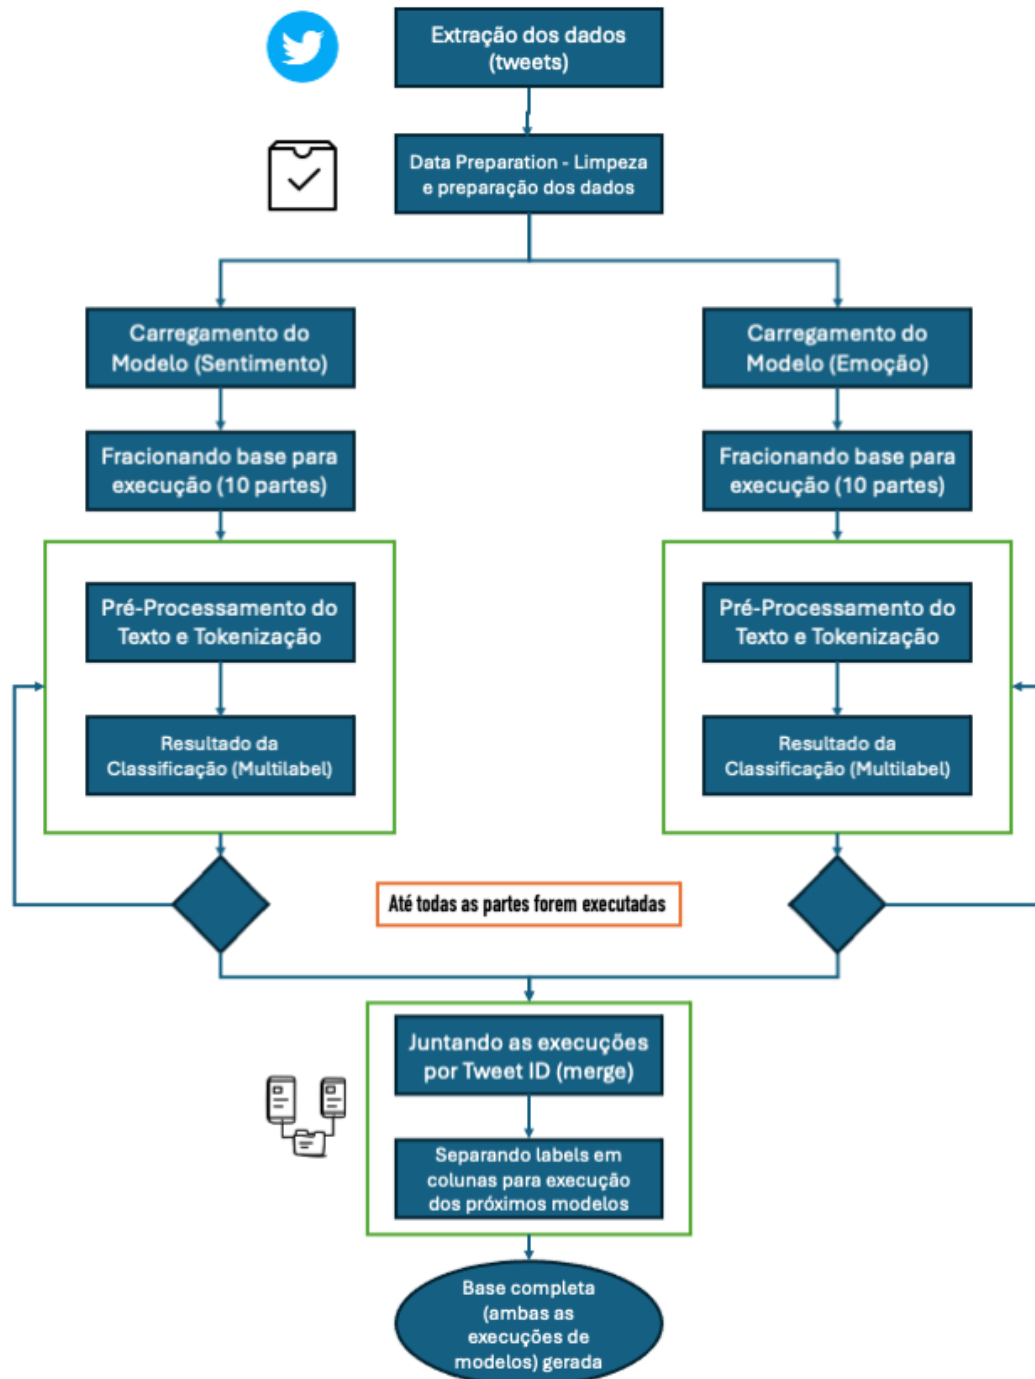 Extração dos dados
(tweets)
Data Preparation - Limpeza
e preparação dos dados
Carregamento do
Modelo (Sentimento)
Carregamento do
Modelo (Emoção)
Fracionando base para
execução (10 partes)
Fracionando base para
execução (10 partes)
Pré-Processamento do
Texto e Tokenização
Pré-Processamento do
Texto e Tokenização
Resultado da
Classificação (Multilabel)
Resultado da
Classificação (Multilabel)
Até todas as partes forem executadas
Juntando as execuções
por Tweet ID (merge)
Separando labels em
colunas para execução
dos próximos modelos
Base completa
(ambas as
execuções de
modelos) gerada